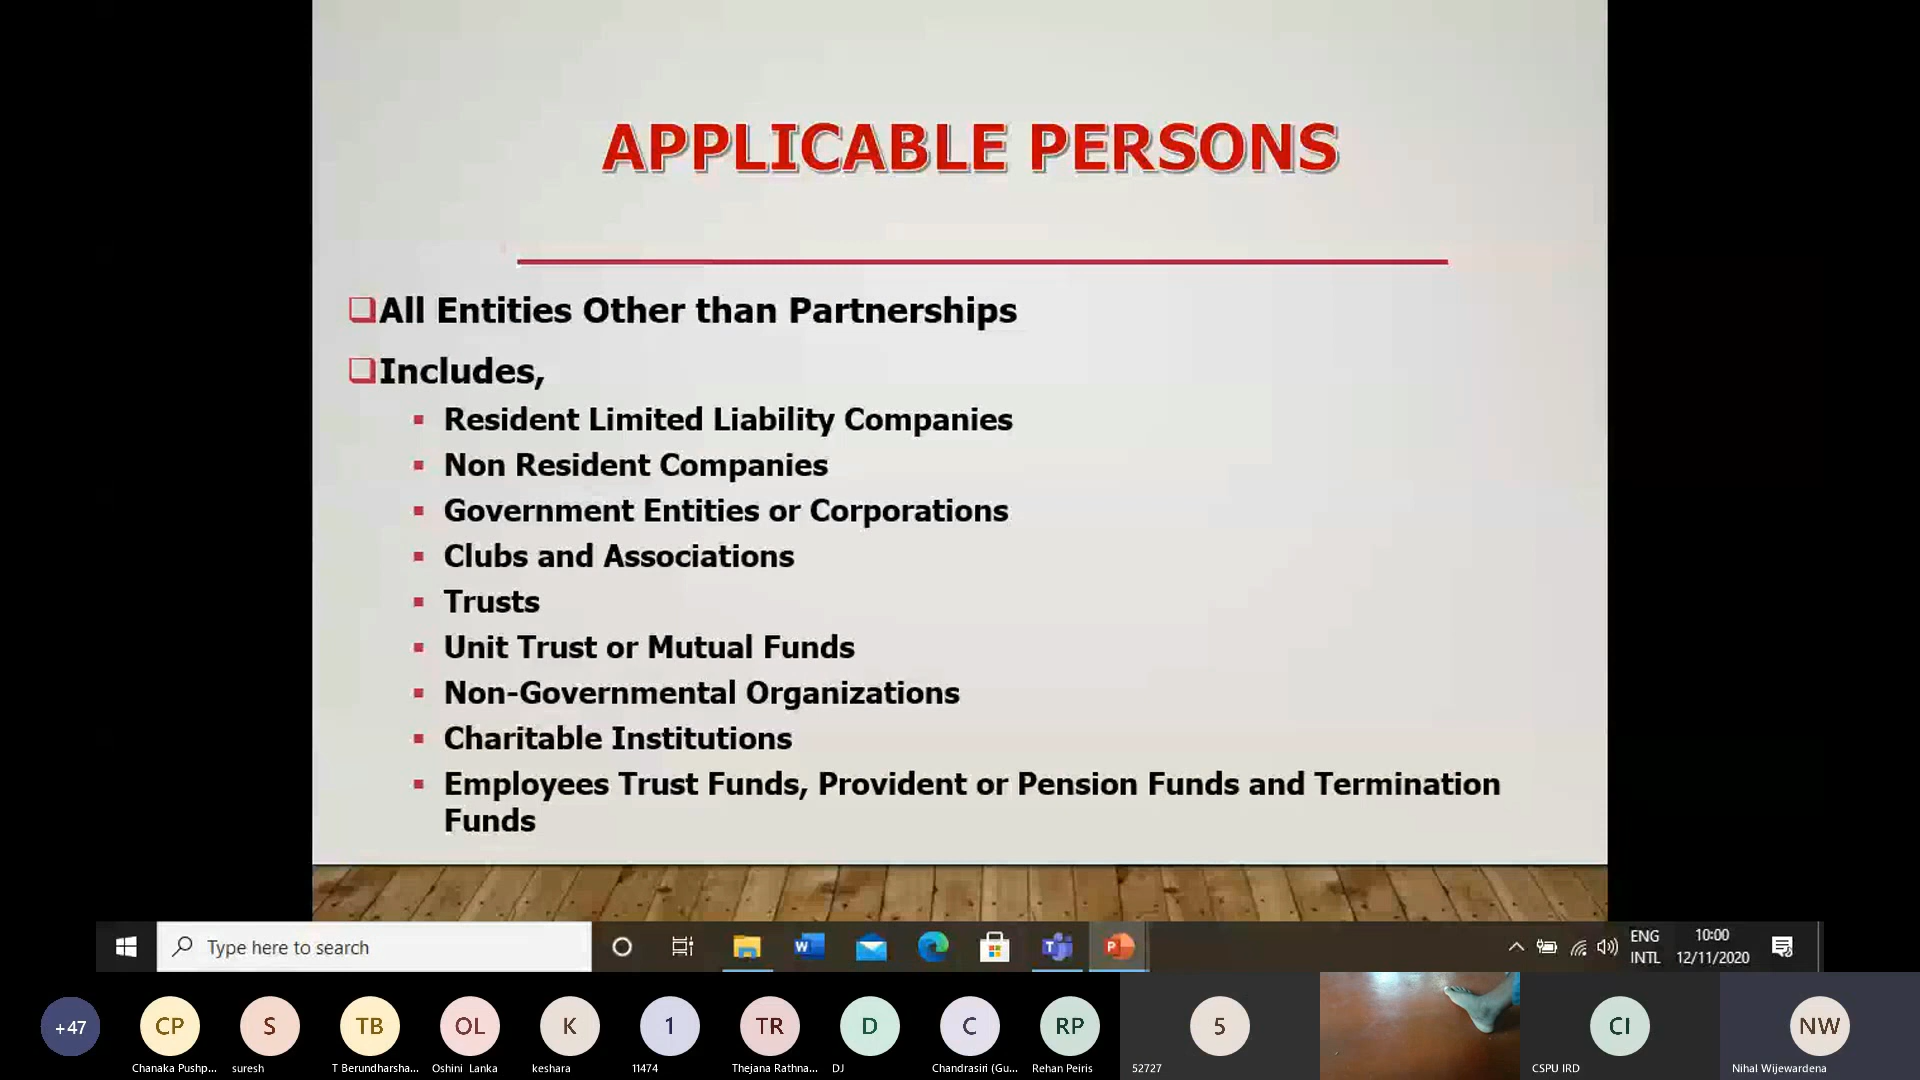 APPLICABLE PERSONS
All Entities Other than Partnerships
Includes,
Resident Limited Liability Companies
Non Resident Companies
Government Entities or Corporations
Clubs and Associations
Trusts
Unit Trust or Mutual Funds
Non-Governmental Organizations
Charitable Institutions
Employees Trust Funds, Provident or Pension Funds and Termination
Funds
Type here to search
ENG
INTL
10:00
12/11/2020
+47
CP
S
TB
OL
K
1
TR
D
C
RP
5
CI
NW
Chanaka Pushp...
suresh
T Berundharsha...
Oshini Lanka
keshara
11474
Thejana Rathna...
DJ
Chandrasiri (Gu...
Rehan Peiris
52727
CSPU IRD
Nihal Wijewardena